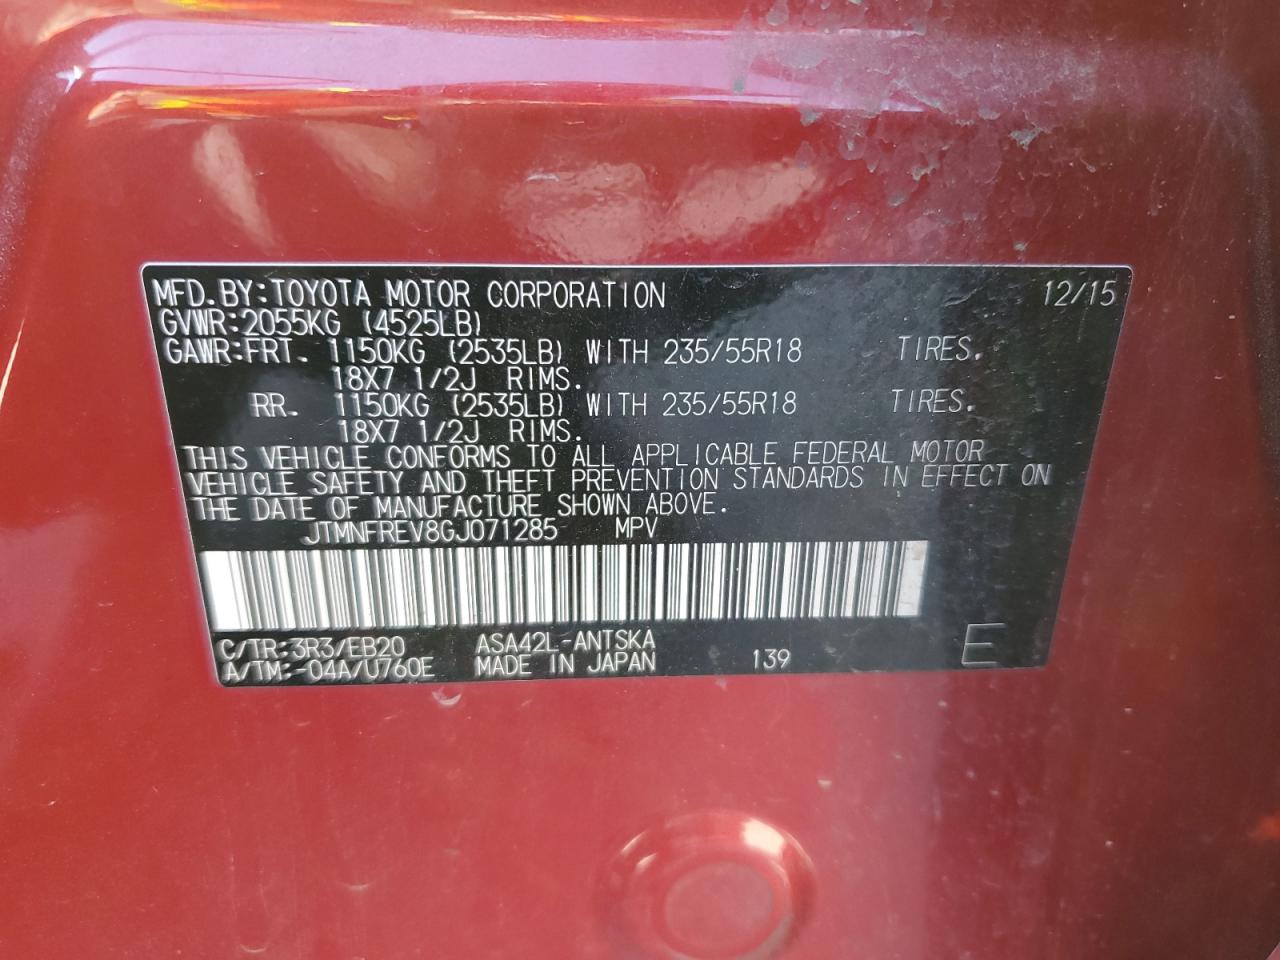 MFD. BY: TOYOTA MOTOR CORPORATION 12/15
GVWR: 2055KG (4525LB)
GAWR: FRT. 1150KG (2535LB) WITH 235/55R18 TIRES.
18X7 1/2J RIMS.
RR. 1150KG (2535LB) WITH 235/55R18 TIRES.
18X7 1/2J RIMS.
THIS VEHICLE CONFORMS TO ALL APPLICABLE FEDERAL MOTOR
VEHICLE SAFETY AND THEFT PREVENTION STANDARDS IN EFFECT ON
THE DATE OF MANUFACTURE SHOWN ABOVE.
JTMNFREV8GJ071285 MPV
C/TR: 3R3/EB20 ASA42L-ANTSKA
A/TM: -04A/U760E MADE IN JAPAN 139 E